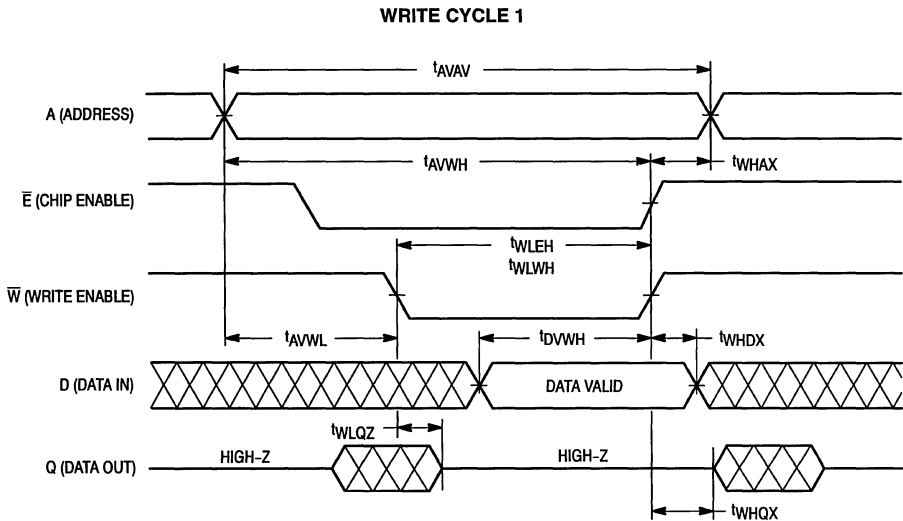 WRITE CYCLE 1
tAVAV
A (ADDRESS)
tAVWH
tWHAX
E̅ (CHIP ENABLE)
tWLEH
tWLWH
W̅ (WRITE ENABLE)
tAVWL
tDVWH
tWHDX
D (DATA IN)
DATA VALID
tWLQZ
Q (DATA OUT)
HIGH–Z
HIGH–Z
tWHQX